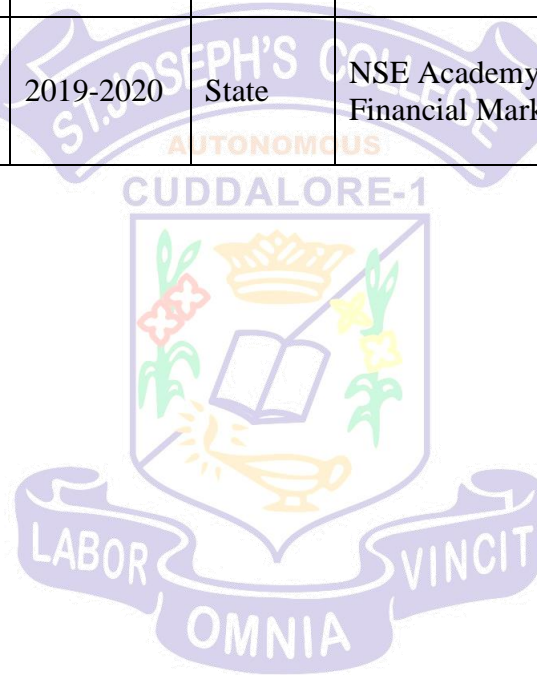 ST.JOSEPH'S COLLEGE
2019-2020 State NSE Academy
Financial Mark
AUTONOMOUS
CUDDALORE-1
LABOR VINCIT
OMNIA